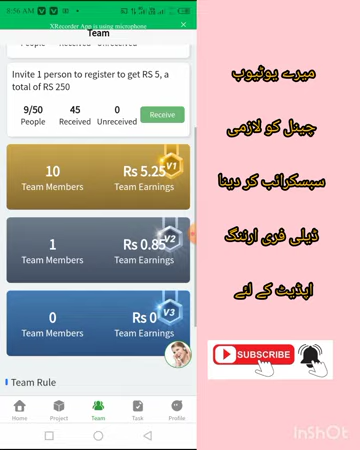 8:56 AM
XRecorder App is using microphone
Team
People Received Unreceived
Invite 1 person to register to get RS 5, a
total of RS 250
9/50 45 0
People Received Unreceived
Receive
10 Rs 5.25 V1
Team Members Team Earnings
1 Rs 0.85 V2
Team Members Team Earnings
0 Rs 0 V3
Team Members Team Earnings
Team Rule
Home Project Team Task Profile
میرے یوٹیوب
چینل کو لازمی
سبسکرائب کر دینا
ڈیلی فری ارننگ
اپڈیٹ کے لئے
SUBSCRIBE
InShOt